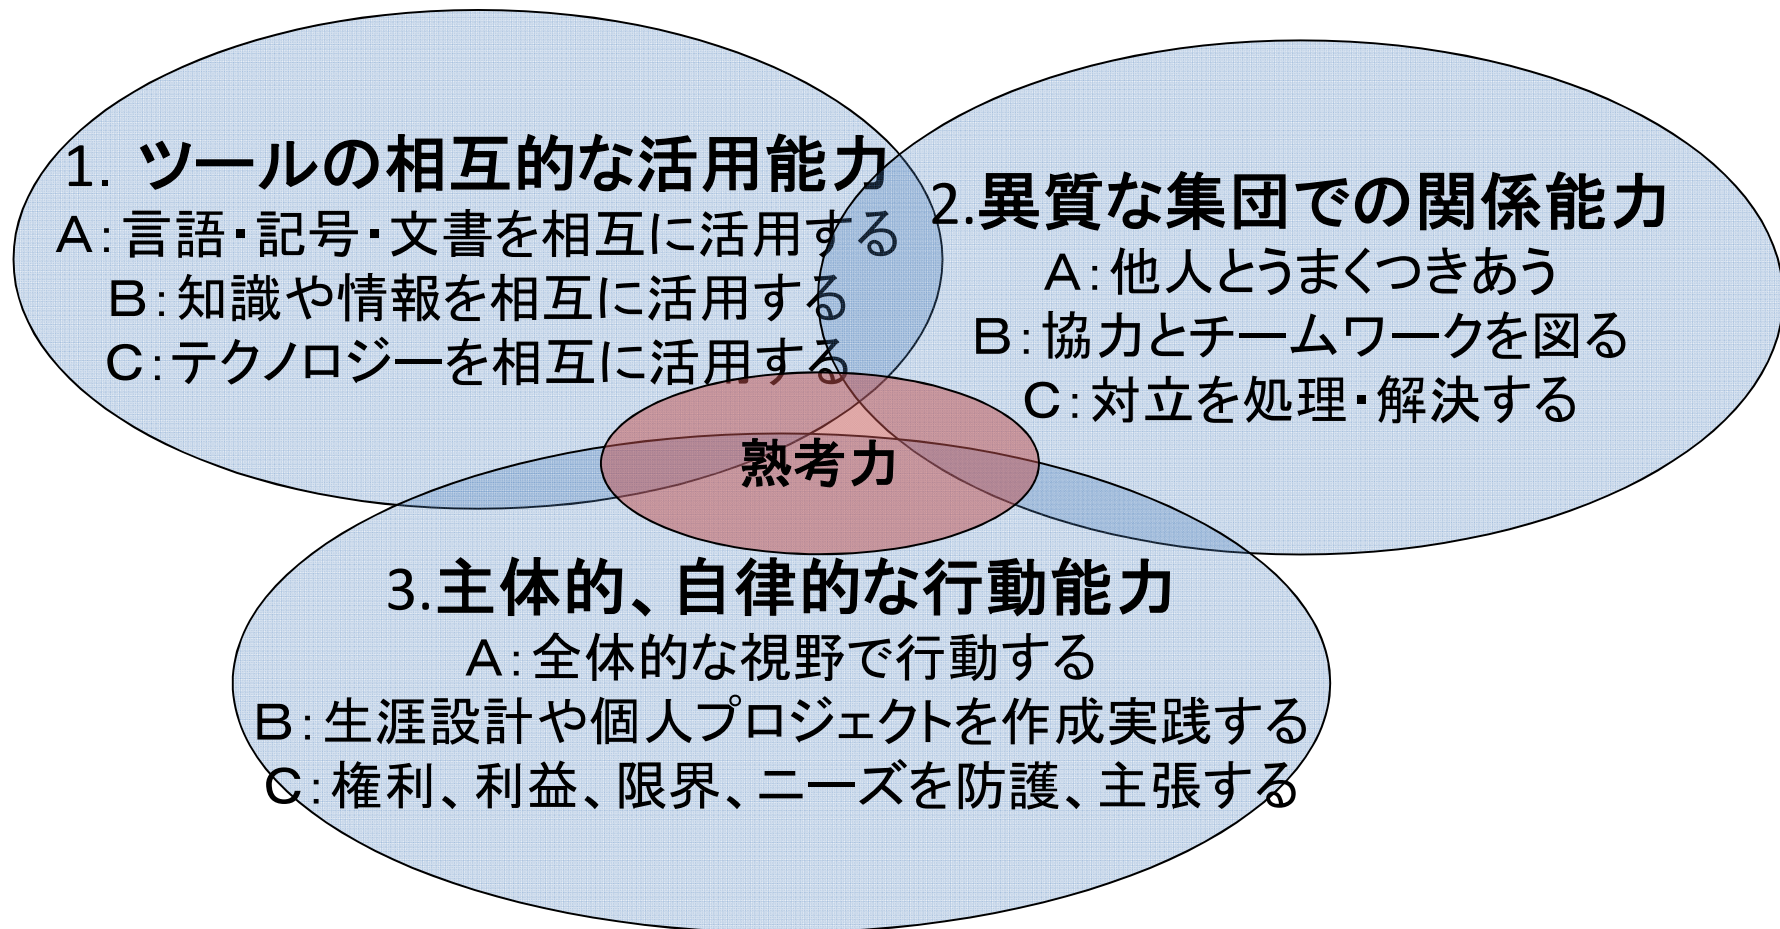 1. ツールの相互的な活用能力
A:言語・記号・文書を相互に活用する
B:知識や情報を相互に活用する
C:テクノロジーを相互に活用する
2.異質な集団での関係能力
A:他人とうまくつきあう
B:協力とチームワークを図る
C:対立を処理・解決する
熟考力
3.主体的、自律的な行動能力
A:全体的な視野で行動する
B:生涯設計や個人プロジェクトを作成実践する
C:権利、利益、限界、ニーズを防護、主張する